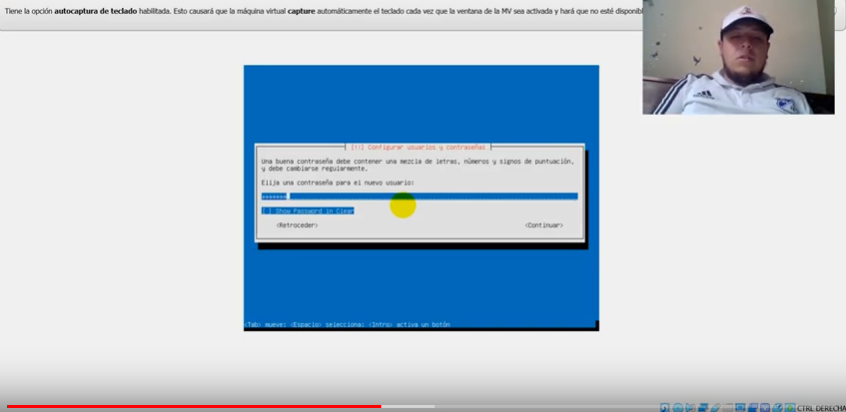 Tiene la opción autocaptura de teclado habilitada. Esto causará que la máquina virtual capture automáticamente el teclado cada vez que la ventana de la MV sea activada y hará que no esté disponibl
[!!] Configurar usuarios y contraseñas
Una buena contraseña debe contener una mezcla de letras, números y signos de puntuación,
y debe cambiarse regularmente.
Elija una contraseña para el nuevo usuario:
*******
[ ] Show Password in Clear
<Retroceder>
<Continuar>
<Tab> mueve; <Espacio> selecciona; <Intro> activa un botón
CTRL DERECHA